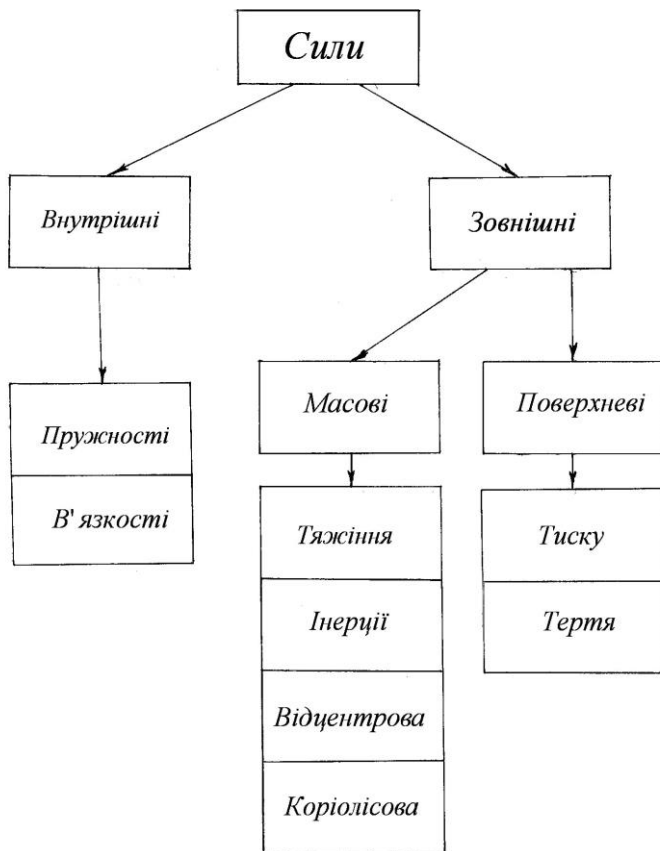 Сили
Внутрішні
Зовнішні
Масові
Поверхневі
Пружності
В'язкості
Тяжіння
Інерції
Відцентрова
Коріолісова
Тиску
Тертя